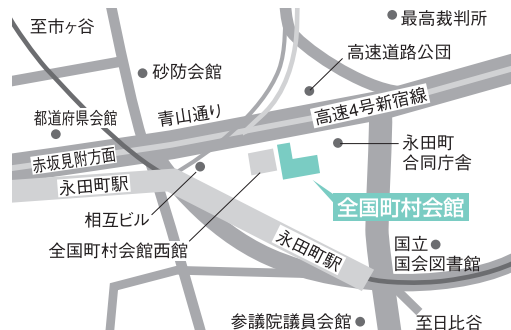 至市ヶ谷
最高裁判所
高速道路公団
砂防会館
青山通り
高速4号新宿線
都道府県会館
永田町
合同庁舎
赤坂見附方面
永田町駅
全国町村会館
相互ビル
全国町村会館西館
永田町駅
国立
国会図書館
参議院議員会館
至日比谷